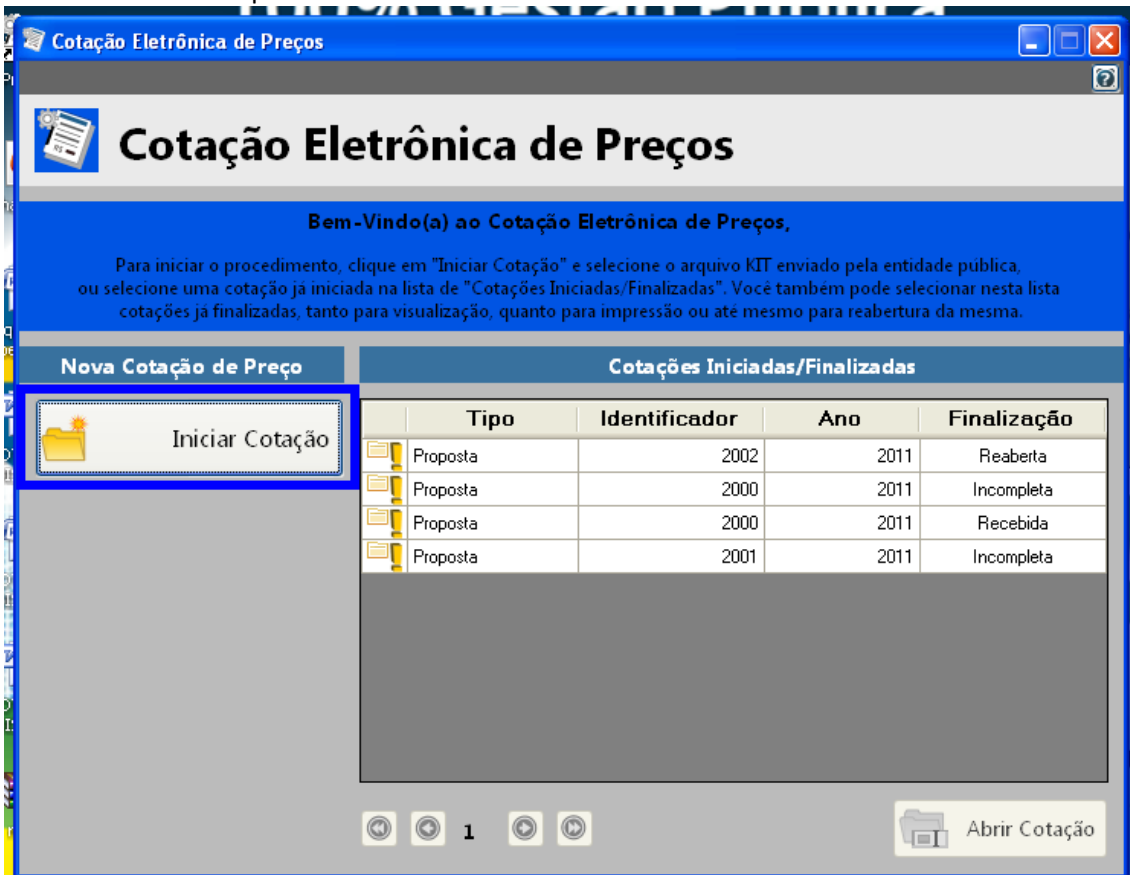 100% Gestão Pública
Cotação Eletrônica de Preços
Cotação Eletrônica de Preços
Bem-Vindo(a) ao Cotação Eletrônica de Preços,
Para iniciar o procedimento, clique em "Iniciar Cotação" e selecione o arquivo KIT enviado pela entidade pública,
ou selecione uma cotação já iniciada na lista de "Cotações Iniciadas/Finalizadas". Você também pode selecionar nesta lista
cotações já finalizadas, tanto para visualização, quanto para impressão ou até mesmo para reabertura da mesma.
Nova Cotação de Preço
Cotações Iniciadas/Finalizadas
Iniciar Cotação
Tipo Identificador Ano Finalização
Proposta 2002 2011 Reaberta
Proposta 2000 2011 Incompleta
Proposta 2000 2011 Recebida
Proposta 2001 2011 Incompleta
1
Abrir Cotação